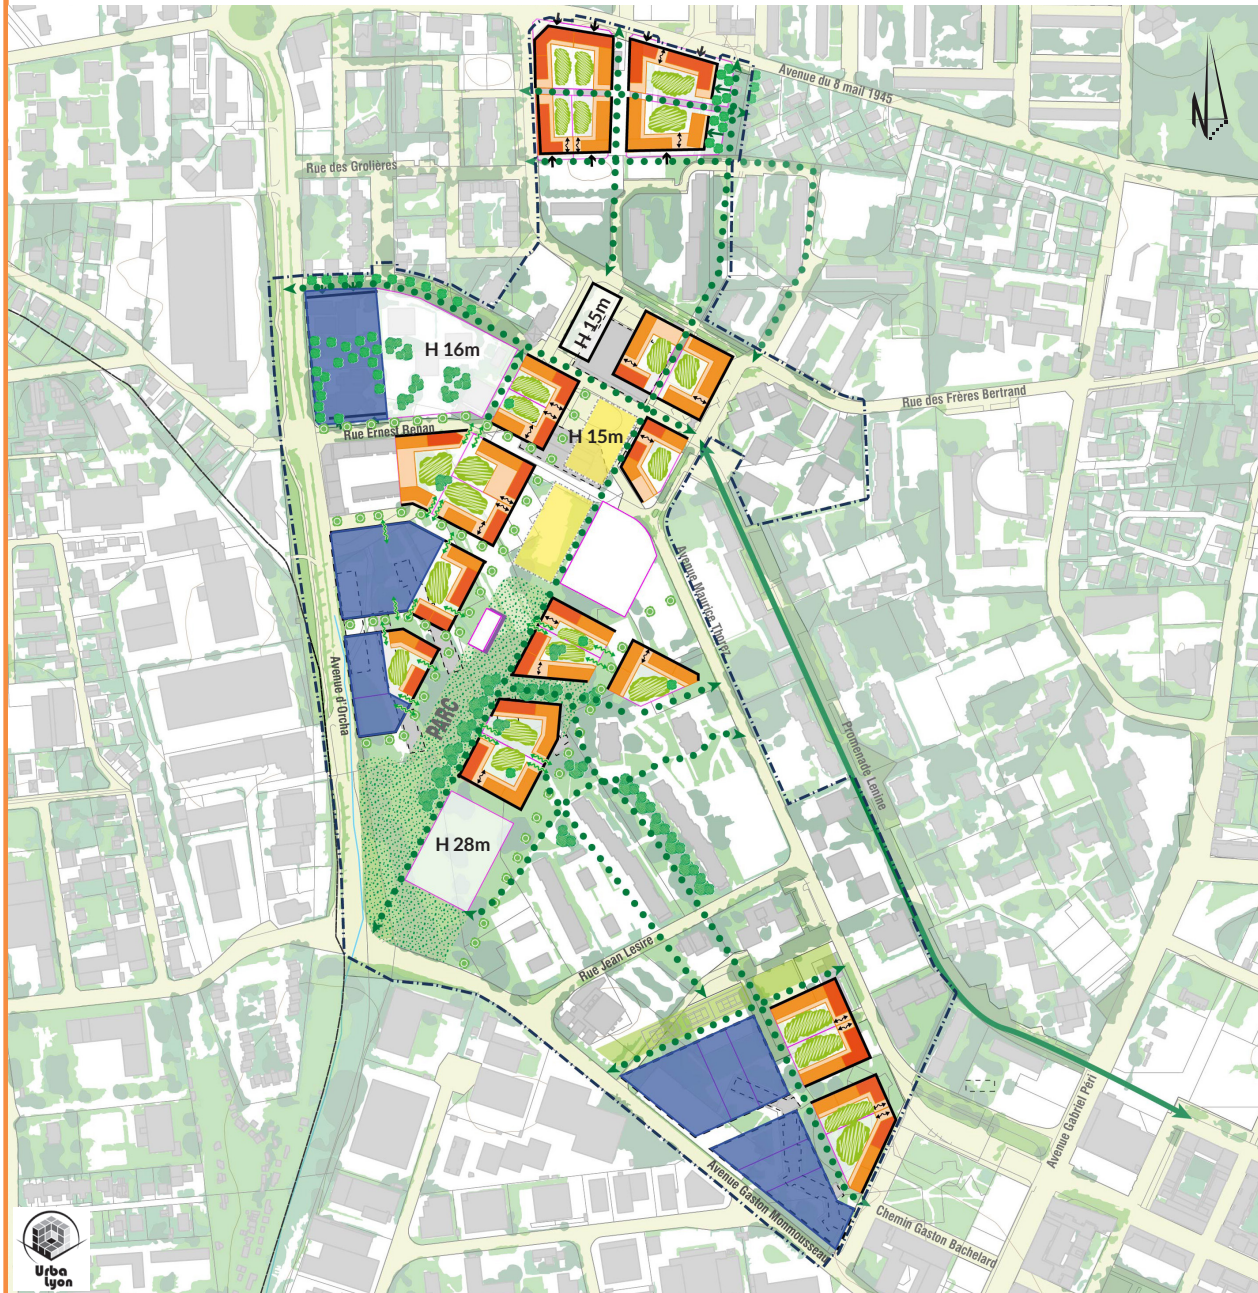 Avenue du 8 mail 1945
N
Rue des Grolières
H 15m
H 16m
Rue des Frères Bertrand
Rue Ernest Renan
H 15m
Avenue Maurice Thorez
Avenue d'Orcha
PARC
Promenade Lenine
H 28m
Rue Jean Lesire
Avenue Gabriel Péri
Avenue Gaston Monmousseau
Chemin Gaston Bachelard
Urba
Lyon